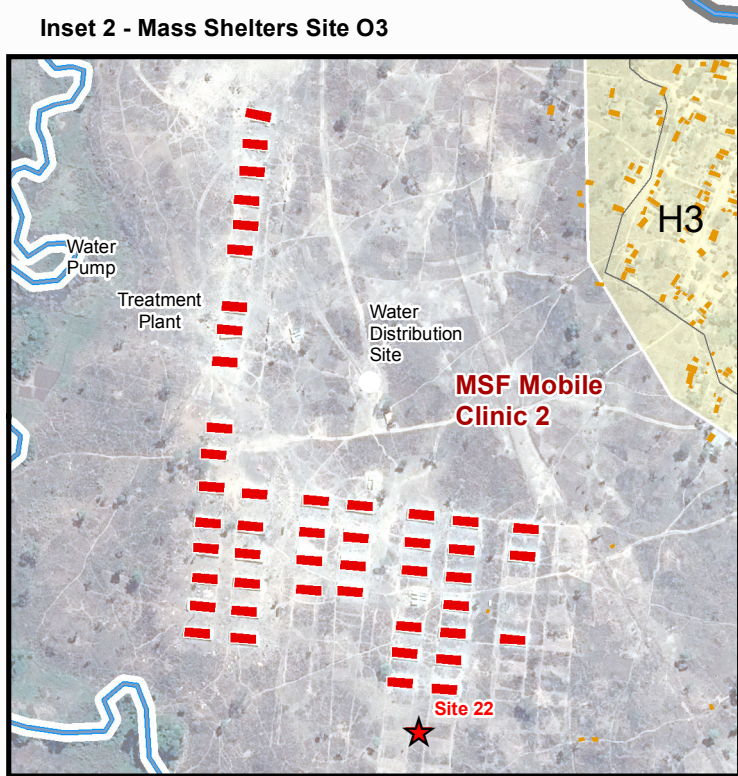 Inset 2 - Mass Shelters Site O3
H3
Water
Pump
Treatment
Plant
Water
Distribution
Site
MSF Mobile
Clinic 2
Site 22